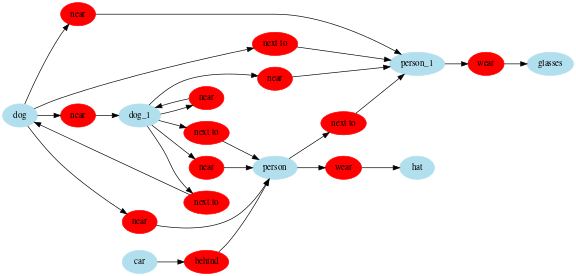 near
next to
person_1
wear
glasses
near
near
dog
near
dog_1
next to
next to
near
person
wear
hat
next to
near
car
behind